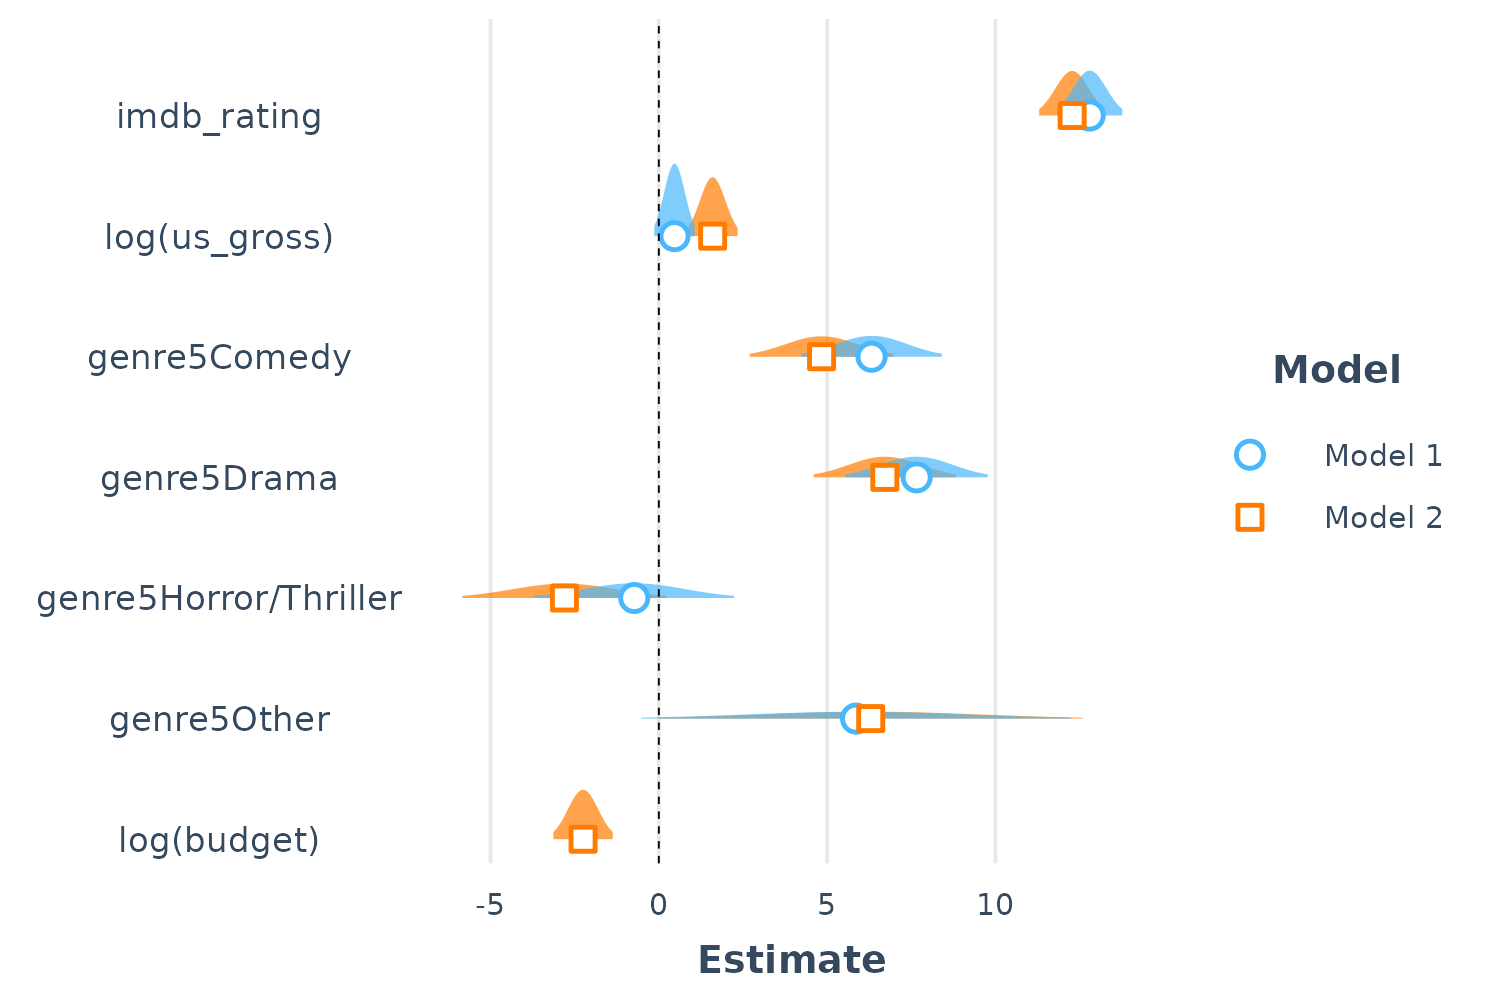 imdb_rating
log(us_gross)
genre5Comedy
genre5Drama
genre5Horror/Thriller
genre5Other
log(budget)
-5 0 5 10
Estimate
Model
Model 1
Model 2